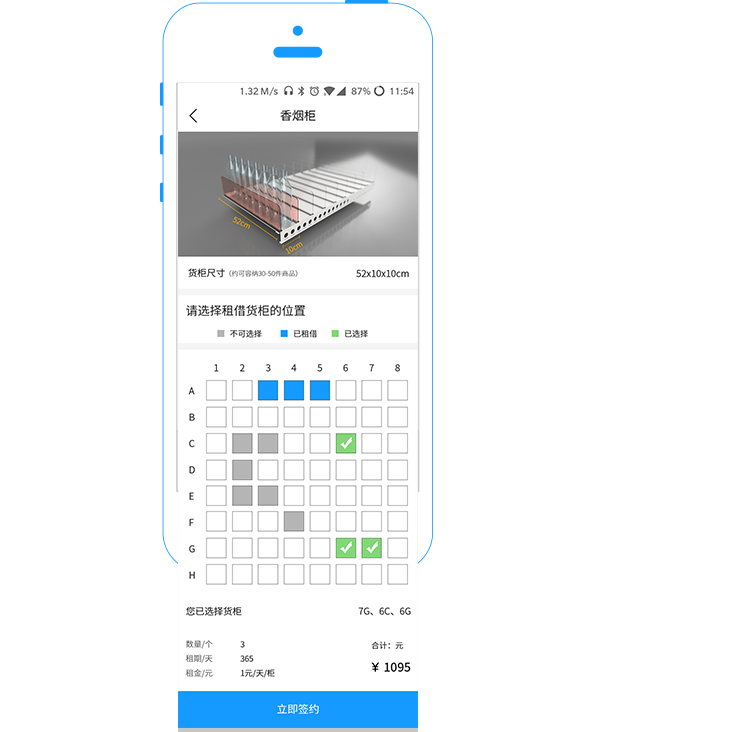 1.32 M/s 87% 11:54
香烟柜
52cm
10cm
货柜尺寸 (约可容纳30-50件商品) 52x10x10cm
请选择租借货柜的位置
不可选择 已租借 已选择
1 2 3 4 5 6 7 8
A
B
C
D
E
F
G
H
您已选择货柜 7G、6C、6G
数量/个 3 合计：元
租期/天 365
租金/元 1元/天/柜 ¥ 1095
立即签约